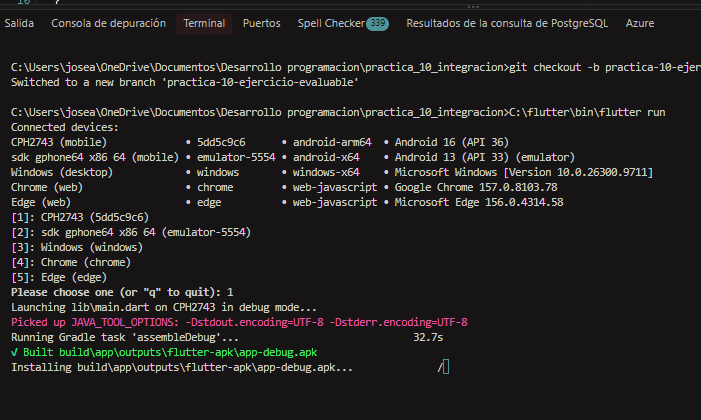 Salida Consola de depuración Terminal Puertos Spell Checker 339 Resultados de la consulta de PostgreSQL Azure
C:\Users\josea\OneDrive\Documentos\Desarrollo programacion\practica_10_integracion>git checkout -b practica-10-ejer
Switched to a new branch 'practica-10-ejercicio-evaluable'
C:\Users\josea\OneDrive\Documentos\Desarrollo programacion\practica_10_integracion>C:\flutter\bin\flutter run
Connected devices:
CPH2743 (mobile) • 5dd5c9c6 • android-arm64 • Android 16 (API 36)
sdk gphone64 x86 64 (mobile) • emulator-5554 • android-x64 • Android 13 (API 33) (emulator)
Windows (desktop) • windows • windows-x64 • Microsoft Windows [Version 10.0.26300.9711]
Chrome (web) • chrome • web-javascript • Google Chrome 157.0.8103.78
Edge (web) • edge • web-javascript • Microsoft Edge 156.0.4314.58
[1]: CPH2743 (5dd5c9c6)
[2]: sdk gphone64 x86 64 (emulator-5554)
[3]: Windows (windows)
[4]: Chrome (chrome)
[5]: Edge (edge)
Please choose one (or "q" to quit): 1
Launching lib\main.dart on CPH2743 in debug mode...
Picked up JAVA_TOOL_OPTIONS: -Dstdout.encoding=UTF-8 -Dstderr.encoding=UTF-8
Running Gradle task 'assembleDebug'... 32.7s
√ Built build\app\outputs\flutter-apk\app-debug.apk
Installing build\app\outputs\flutter-apk\app-debug.apk... /